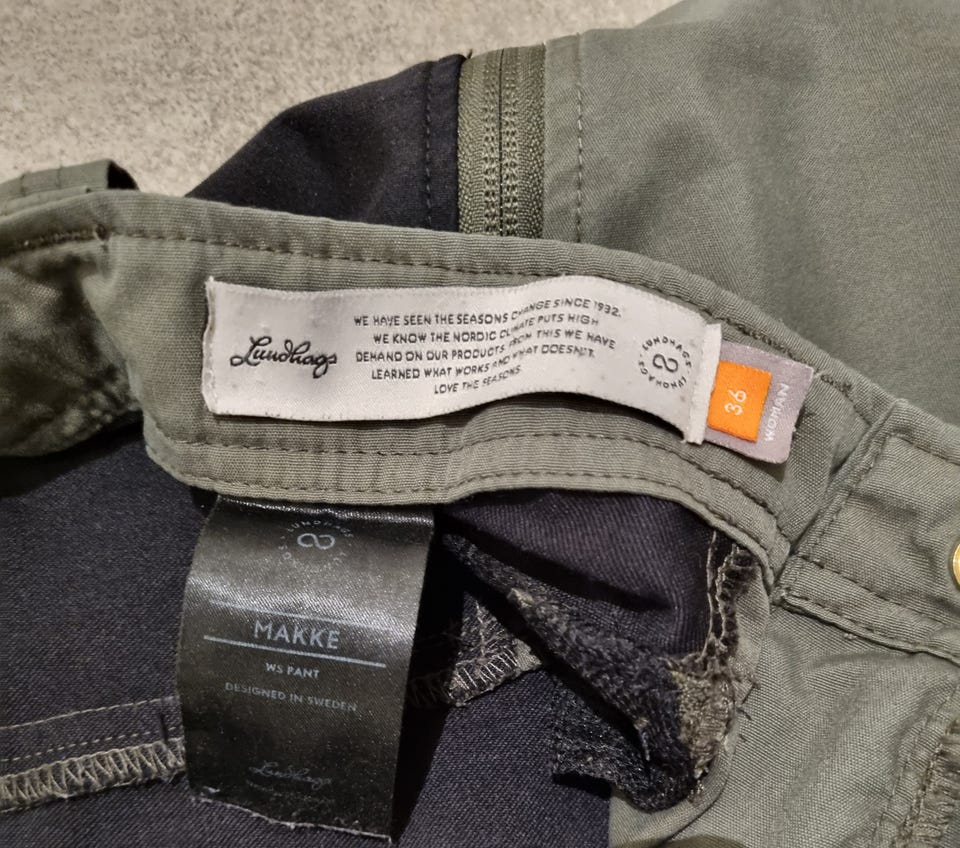 Lundhags
WE HAVE SEEN THE SEASONS CHANGE SINCE 1932.
WE KNOW THE NORDIC CLIMATE PUTS HIGH
DEMAND ON OUR PRODUCTS. FROM THIS WE HAVE
LEARNED WHAT WORKS AND WHAT DOESN'T.
LOVE THE SEASONS.
LUNDHAGS · LUNDHAGS
36
WOMAN
LUNDHAGS
MAKKE
WS PANT
DESIGNED IN SWEDEN
Lundhags